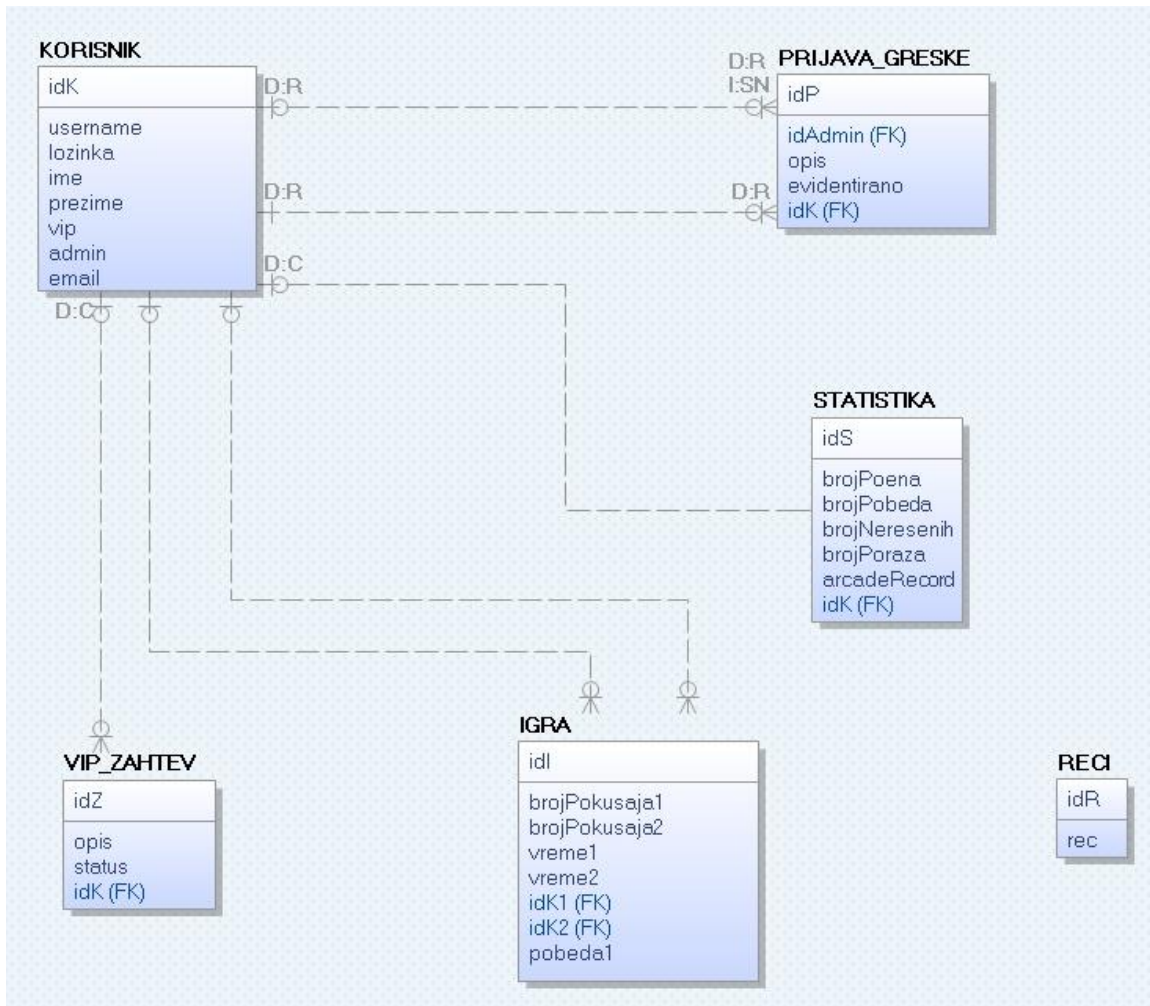 KORISNIK
idK
username
lozinka
ime
prezime
vip
admin
email
D:R
D:R
D:C
D:C
D:R
I:SN
D:R
PRIJAVA_GRESKE
idP
idAdmin (FK)
opis
evidentirano
idK (FK)
STATISTIKA
idS
brojPoena
brojPobeda
brojNeresenih
brojPoraza
arcadeRecord
idK (FK)
VIP_ZAHTEV
idZ
opis
status
idK (FK)
IGRA
idI
brojPokusaja1
brojPokusaja2
vreme1
vreme2
idK1 (FK)
idK2 (FK)
pobeda1
RECI
idR
rec